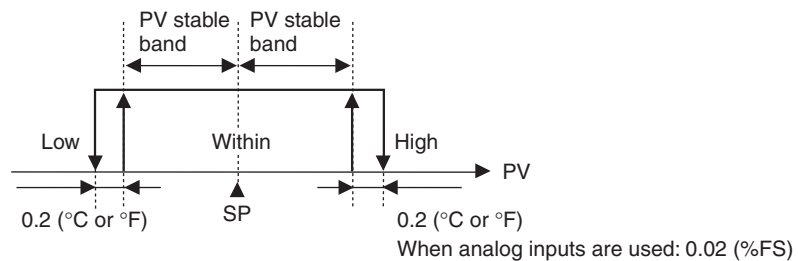 PV stable band
PV stable band
Low
Within
High
PV
0.2 (°C or °F)
SP
0.2 (°C or °F)
When analog inputs are used: 0.02 (%FS)